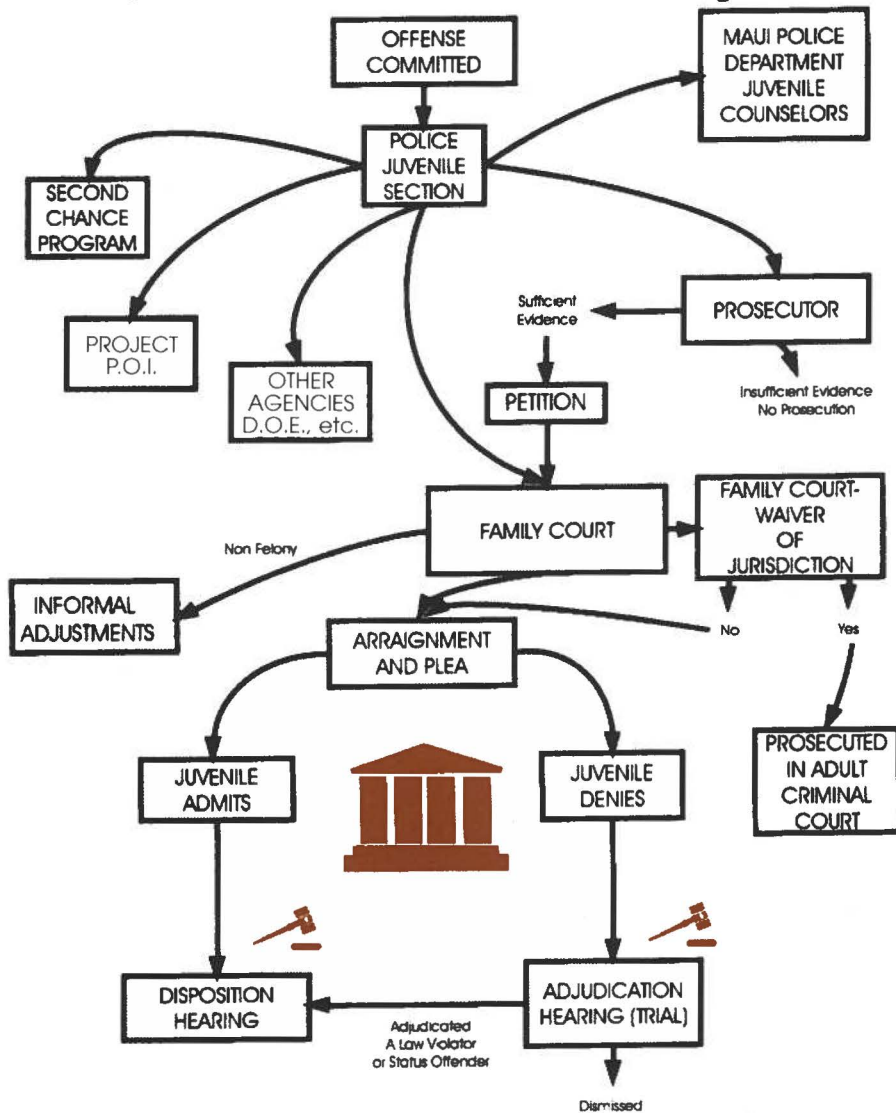 OFFENSE
COMMITTED
MAUI POLICE
DEPARTMENT
JUVENILE
COUNSELORS
POLICE
JUVENILE
SECTION
SECOND
CHANCE
PROGRAM
PROJECT
P.O.I.
OTHER
AGENCIES
D.O.E., etc.
Sufficient
Evidence
PROSECUTOR
Insufficient Evidence
No Prosecution
PETITION
FAMILY COURT
FAMILY COURT-
WAIVER
OF
JURISDICTION
Non Felony
No
Yes
INFORMAL
ADJUSTMENTS
ARRAIGNMENT
AND PLEA
JUVENILE
ADMITS
JUVENILE
DENIES
PROSECUTED
IN ADULT
CRIMINAL
COURT
DISPOSITION
HEARING
Adjudicated
A Law Violator
or Status Offender
ADJUDICATION
HEARING (TRIAL)
Dismissed